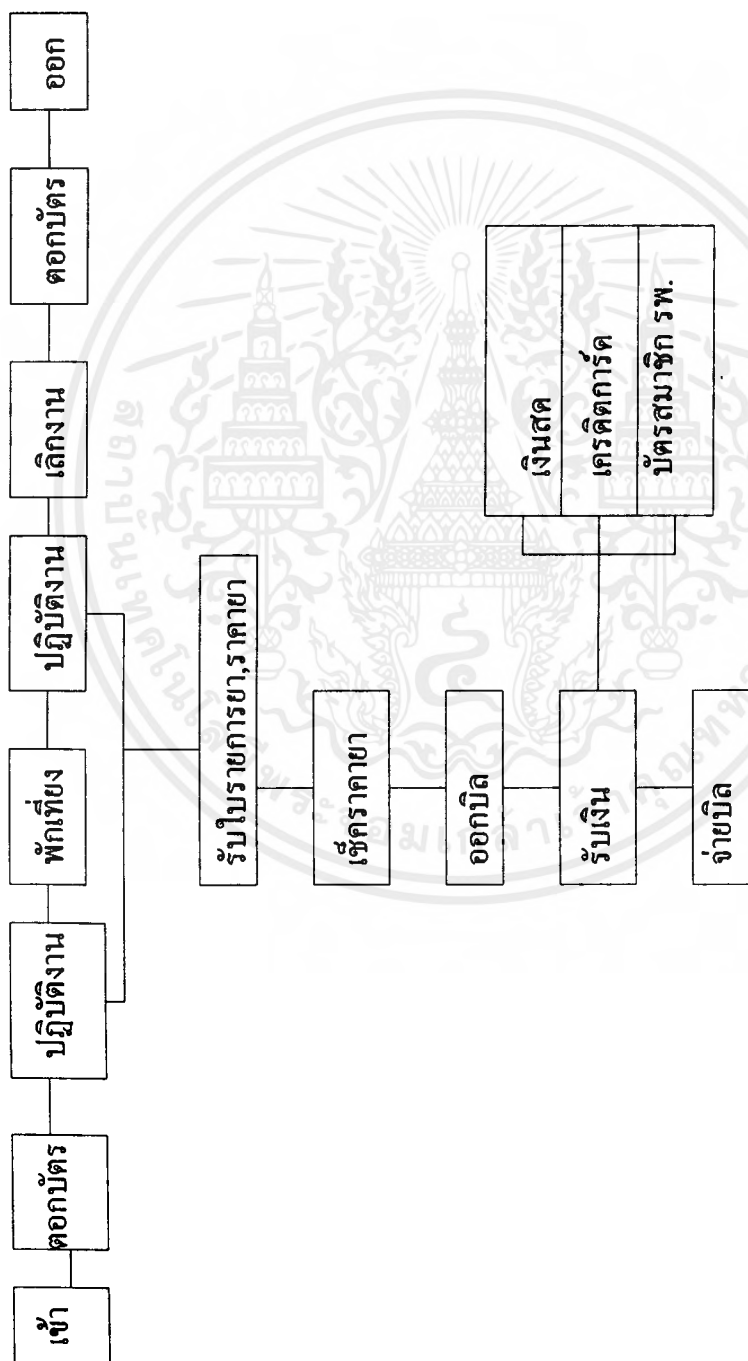 เข้า
ตอกบัตร
ปฏิบัติงาน
พักเที่ยง
ปฏิบัติงาน
เลิกงาน
ตอกบัตร
ออก
รับใบรายการยา,ราคายา
เช็คราคายา
ออกบิล
รับเงิน
เงินสด
เครดิตการ์ด
บัตรสมาชิก รพ.
จ่ายบิล